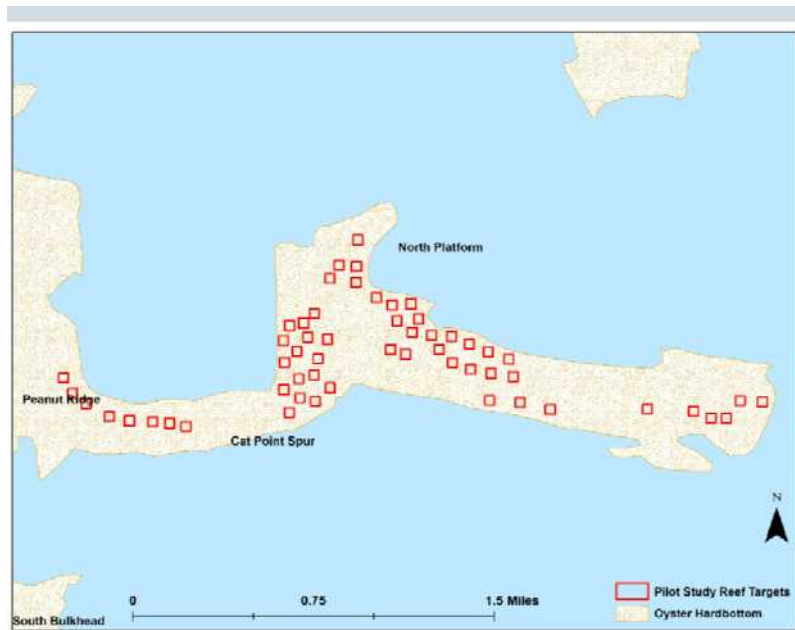 North Platform
Peanut Ridge
Cat Point Spur
N
Pilot Study Reef Targets
Oyster Hardbottom
0 0.75 1.5 Miles
South Bulkhead